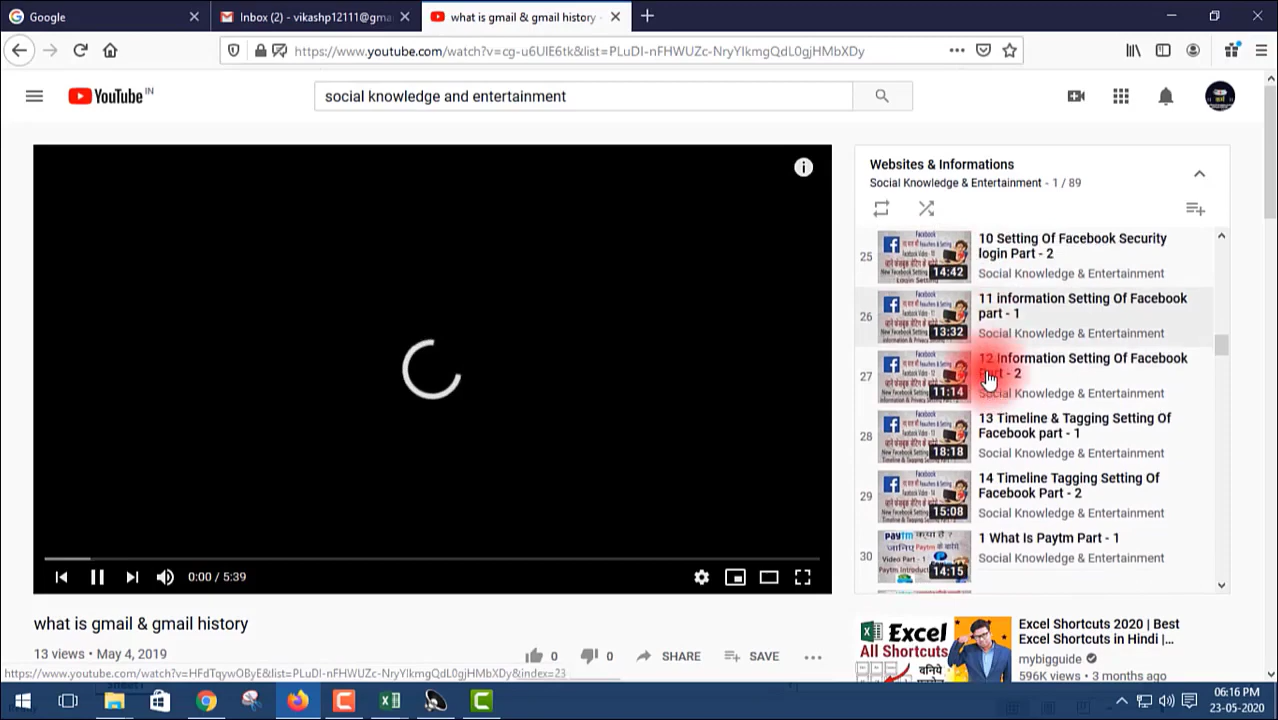 Google
Inbox (2) - vikashp12111@gma
what is gmail & gmail history -
https://www.youtube.com/watch?v=cg-u6UIE6tk&list=PLuDI-nFHWUZc-NryYIkmgQdL0gjHMbXDy
YouTube IN
social knowledge and entertainment
Websites & Informations
Social Knowledge & Entertainment - 1 / 89
25
14:42
10 Setting Of Facebook Security
login Part - 2
Social Knowledge & Entertainment
26
13:32
11 information Setting Of Facebook
part - 1
Social Knowledge & Entertainment
27
11:14
12 Information Setting Of Facebook
Part - 2
Social Knowledge & Entertainment
28
18:18
13 Timeline & Tagging Setting Of
Facebook part - 1
Social Knowledge & Entertainment
29
15:08
14 Timeline Tagging Setting Of
Facebook Part - 2
Social Knowledge & Entertainment
30
14:15
1 What Is Paytm Part - 1
Social Knowledge & Entertainment
0:00 / 5:39
what is gmail & gmail history
13 views • May 4, 2019
0
0
SHARE
SAVE
Excel
All Shortcuts
Excel Shortcuts 2020 | Best
Excel Shortcuts in Hindi |...
mybigguide
596K views • 3 months ago
https://www.youtube.com/watch?v=HFdTqywOByE&list=PLuDI-nFHWUZc-NryYIkmgQdL0gjHMbXDy&index=23
06:16 PM
23-05-2020